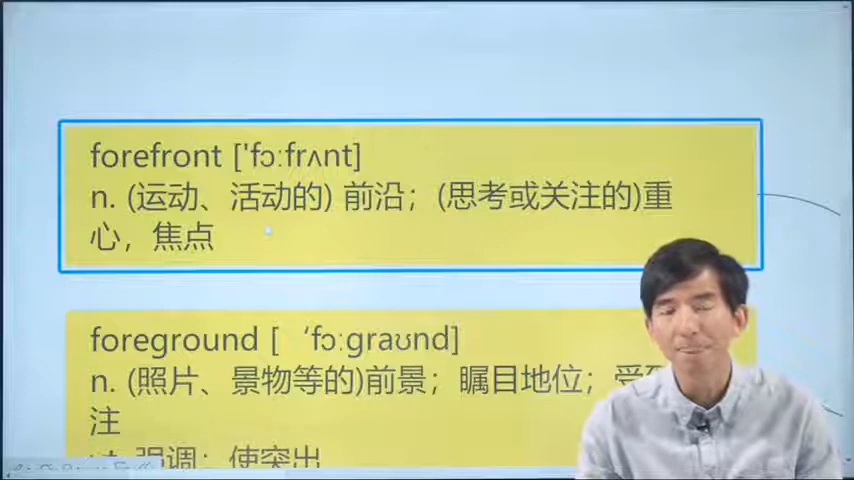 forefront ['fɔːfrʌnt]
n. (运动、活动的) 前沿；(思考或关注的)重
心，焦点
foreground [ ‘fɔːɡraʊnd]
n. (照片、景物等的)前景；瞩目地位；受
注
强调；使突出